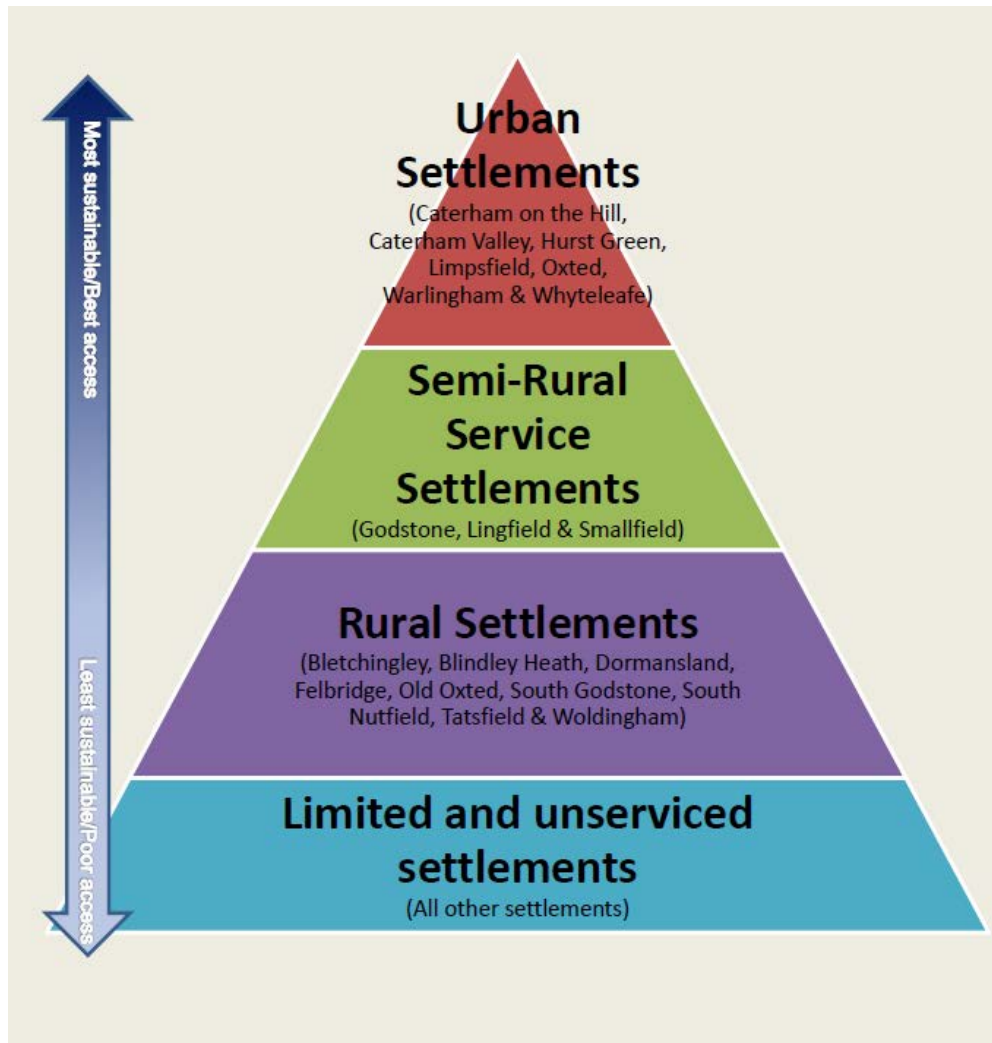 Urban
Settlements
(Caterham on the Hill,
Caterham Valley, Hurst Green,
Limpsfield, Oxted,
Warlingham & Whyteleafe)
Semi-Rural
Service
Settlements
(Godstone, Lingfield & Smallfield)
Rural Settlements
(Bletchingley, Blindley Heath, Dormansland,
Felbridge, Old Oxted, South Godstone, South
Nutfield, Tatsfield & Woldingham)
Limited and unserviced
settlements
(All other settlements)
Most sustainable/Best access
Least sustainable/Poor access